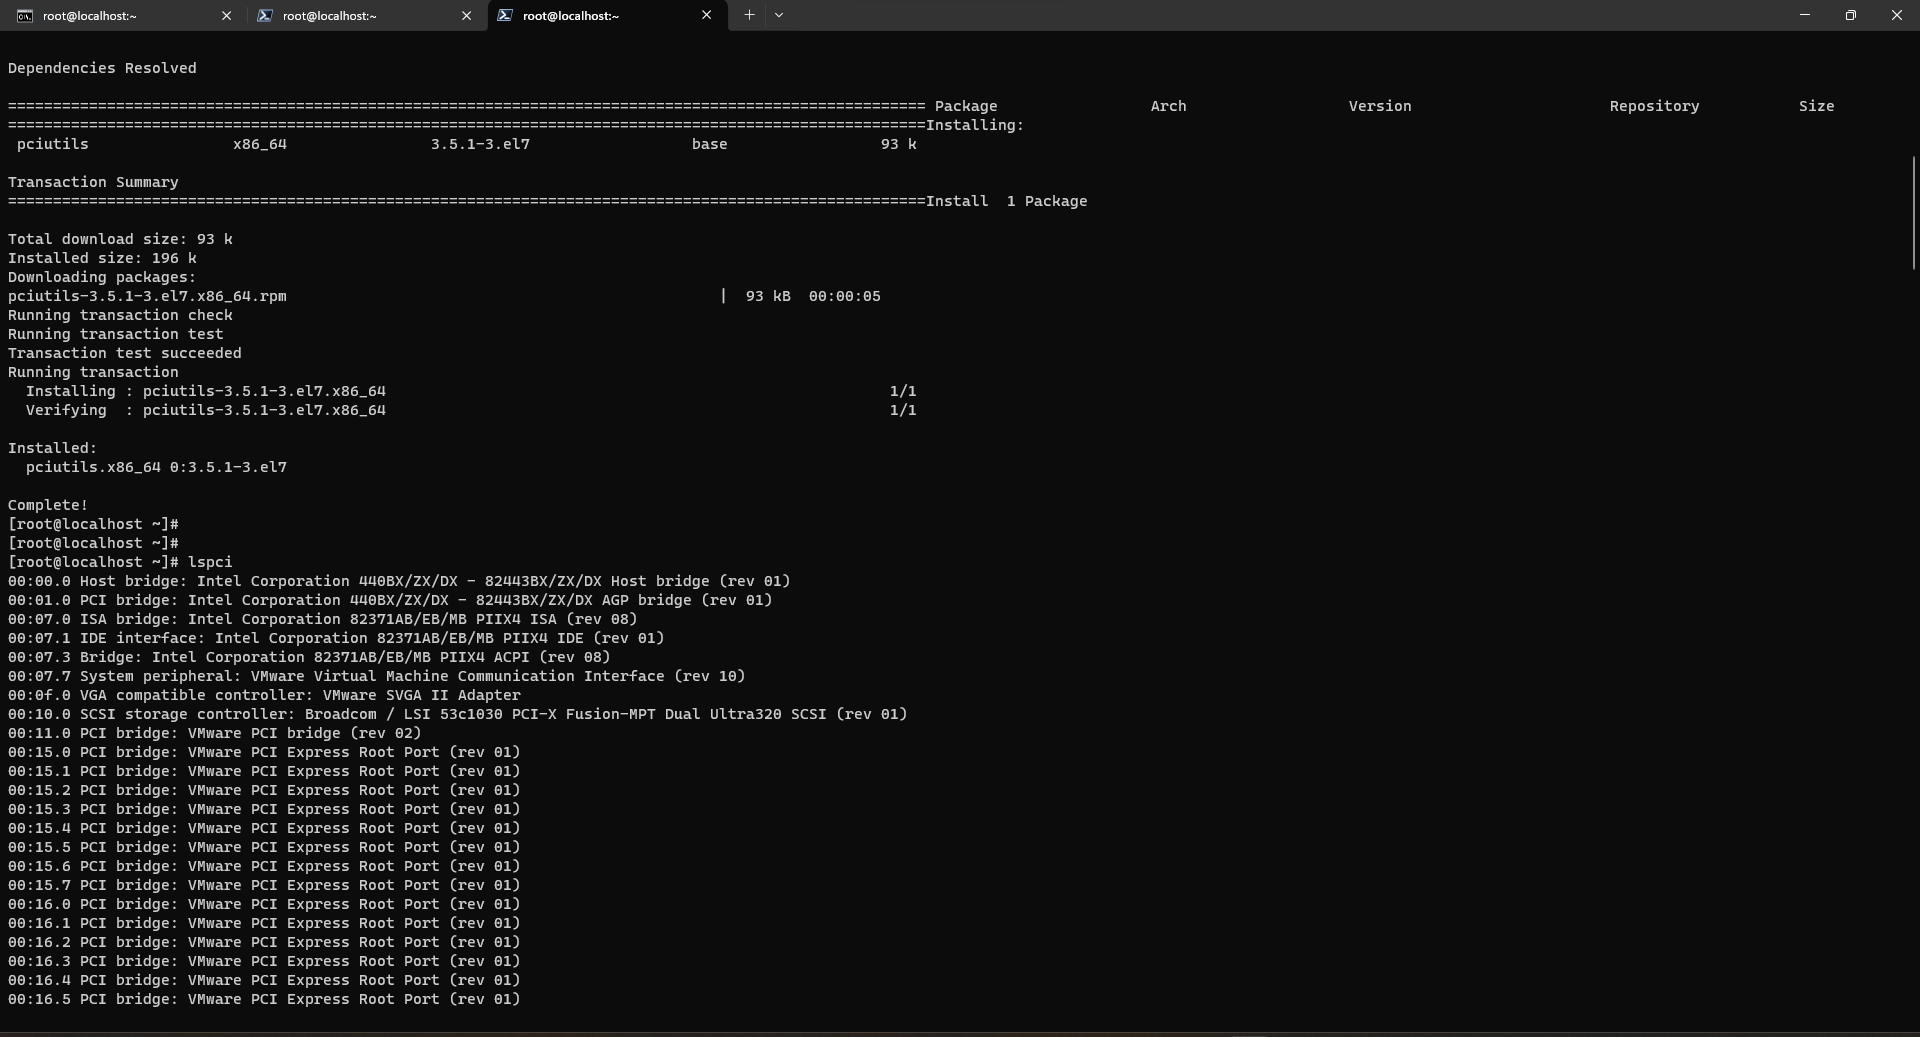 root@localhost:~
root@localhost:~
root@localhost:~
Dependencies Resolved
====================================================================================================== Package                 Arch                  Version                      Repository           Size
======================================================================================================Installing:
 pciutils                x86_64                3.5.1-3.el7                  base                 93 k
Transaction Summary
======================================================================================================Install  1 Package
Total download size: 93 k
Installed size: 196 k
Downloading packages:
pciutils-3.5.1-3.el7.x86_64.rpm                                                |  93 kB  00:00:05
Running transaction check
Running transaction test
Transaction test succeeded
Running transaction
  Installing : pciutils-3.5.1-3.el7.x86_64                                                        1/1
  Verifying  : pciutils-3.5.1-3.el7.x86_64                                                        1/1
Installed:
  pciutils.x86_64 0:3.5.1-3.el7
Complete!
[root@localhost ~]#
[root@localhost ~]#
[root@localhost ~]# lspci
00:00.0 Host bridge: Intel Corporation 440BX/ZX/DX - 82443BX/ZX/DX Host bridge (rev 01)
00:01.0 PCI bridge: Intel Corporation 440BX/ZX/DX - 82443BX/ZX/DX AGP bridge (rev 01)
00:07.0 ISA bridge: Intel Corporation 82371AB/EB/MB PIIX4 ISA (rev 08)
00:07.1 IDE interface: Intel Corporation 82371AB/EB/MB PIIX4 IDE (rev 01)
00:07.3 Bridge: Intel Corporation 82371AB/EB/MB PIIX4 ACPI (rev 08)
00:07.7 System peripheral: VMware Virtual Machine Communication Interface (rev 10)
00:0f.0 VGA compatible controller: VMware SVGA II Adapter
00:10.0 SCSI storage controller: Broadcom / LSI 53c1030 PCI-X Fusion-MPT Dual Ultra320 SCSI (rev 01)
00:11.0 PCI bridge: VMware PCI bridge (rev 02)
00:15.0 PCI bridge: VMware PCI Express Root Port (rev 01)
00:15.1 PCI bridge: VMware PCI Express Root Port (rev 01)
00:15.2 PCI bridge: VMware PCI Express Root Port (rev 01)
00:15.3 PCI bridge: VMware PCI Express Root Port (rev 01)
00:15.4 PCI bridge: VMware PCI Express Root Port (rev 01)
00:15.5 PCI bridge: VMware PCI Express Root Port (rev 01)
00:15.6 PCI bridge: VMware PCI Express Root Port (rev 01)
00:15.7 PCI bridge: VMware PCI Express Root Port (rev 01)
00:16.0 PCI bridge: VMware PCI Express Root Port (rev 01)
00:16.1 PCI bridge: VMware PCI Express Root Port (rev 01)
00:16.2 PCI bridge: VMware PCI Express Root Port (rev 01)
00:16.3 PCI bridge: VMware PCI Express Root Port (rev 01)
00:16.4 PCI bridge: VMware PCI Express Root Port (rev 01)
00:16.5 PCI bridge: VMware PCI Express Root Port (rev 01)